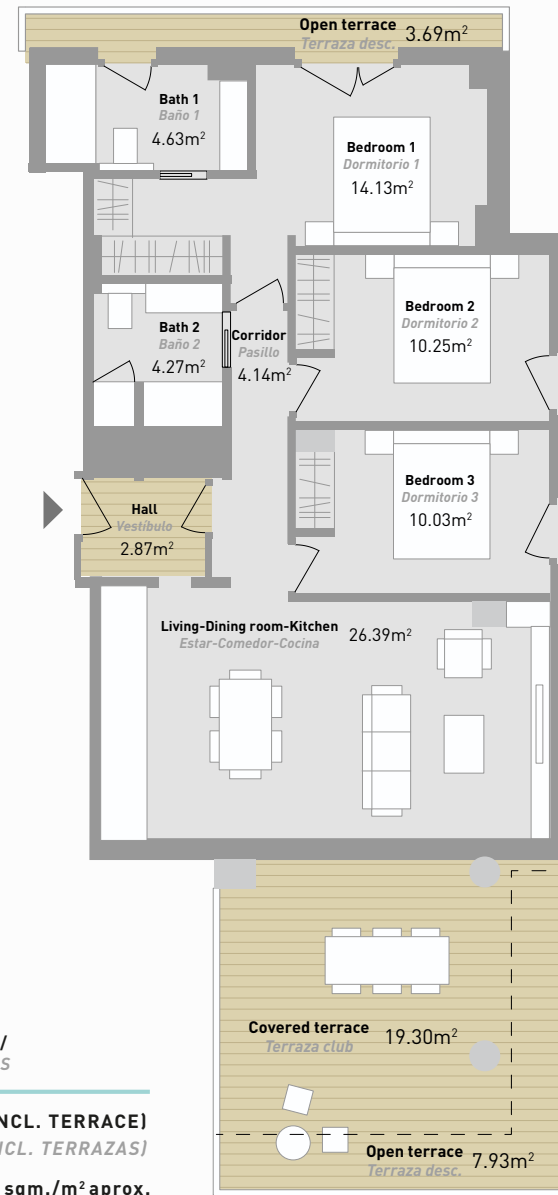 Open terrace 3.69m²
Terraza desc.
Bath 1
Baño 1
4.63m²
Bedroom 1
Dormitorio 1
14.13m²
Bedroom 2
Dormitorio 2
10.25m²
Bath 2
Baño 2
4.27m²
Corridor
Pasillo
4.14m²
Bedroom 3
Dormitorio 3
10.03m²
Hall
Vestíbulo
2.87m²
Living-Dining room-Kitchen 26.39m²
Estar-Comedor-Cocina
Covered terrace 19.30m²
Terraza club
/
S
NCL. TERRACE)
NCL. TERRAZAS)
Open terrace 7.93m²
Terraza desc.
sqm./m² aprox.